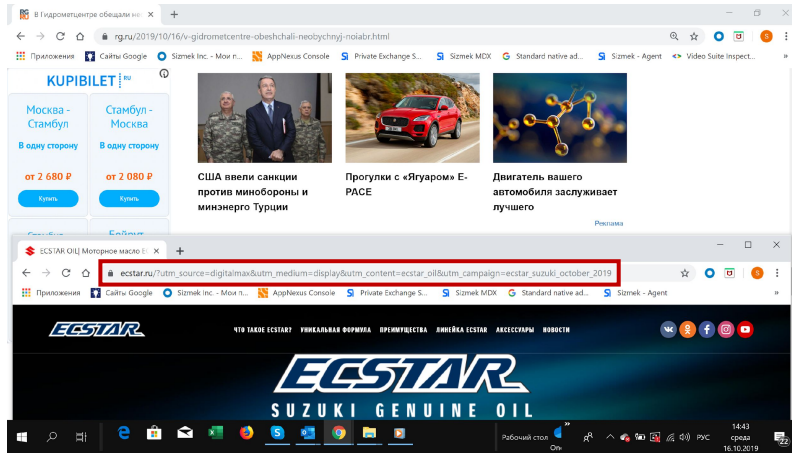 В Гидрометцентре обещали не
rg.ru/2019/10/16/v-gidrometcentre-obeshchali-neobychnyj-noiabr.html
Приложения Сайты Google Sizmek Inc. - Мои п... AppNexus Console Private Exchange S... Sizmek MDX Standard native ad... Sizmek - Agent Video Suite Inspect... »
KUPIBILET RU
Москва - Стамбул
В одну сторону
от 2 680 ₽
Купить
Стамбул - Москва
В одну сторону
от 2 080 ₽
Купить
США ввели санкции
против минобороны и
минэнерго Турции
Прогулки с «Ягуаром» E-
PACE
Двигатель вашего
автомобиля заслуживает
лучшего
Реклама
ECSTAR OIL| Моторное масло EC
ecstar.ru/?utm_source=digitalmax&utm_medium=display&utm_content=ecstar_oil&utm_campaign=ecstar_suzuki_october_2019
Приложения Сайты Google Sizmek Inc. - Мои п... AppNexus Console Private Exchange S... Sizmek MDX Standard native ad... Sizmek - Agent »
ECSTAR
ЧТО ТАКОЕ ECSTAR? УНИКАЛЬНАЯ ФОРМУЛА ПРЕИМУЩЕСТВА ЛИНЕЙКА ECSTAR АКСЕССУАРЫ НОВОСТИ
ECSTAR
SUZUKI GENUINE OIL
Рабочий стол
On
РУС
14:43
среда
16.10.2019
22